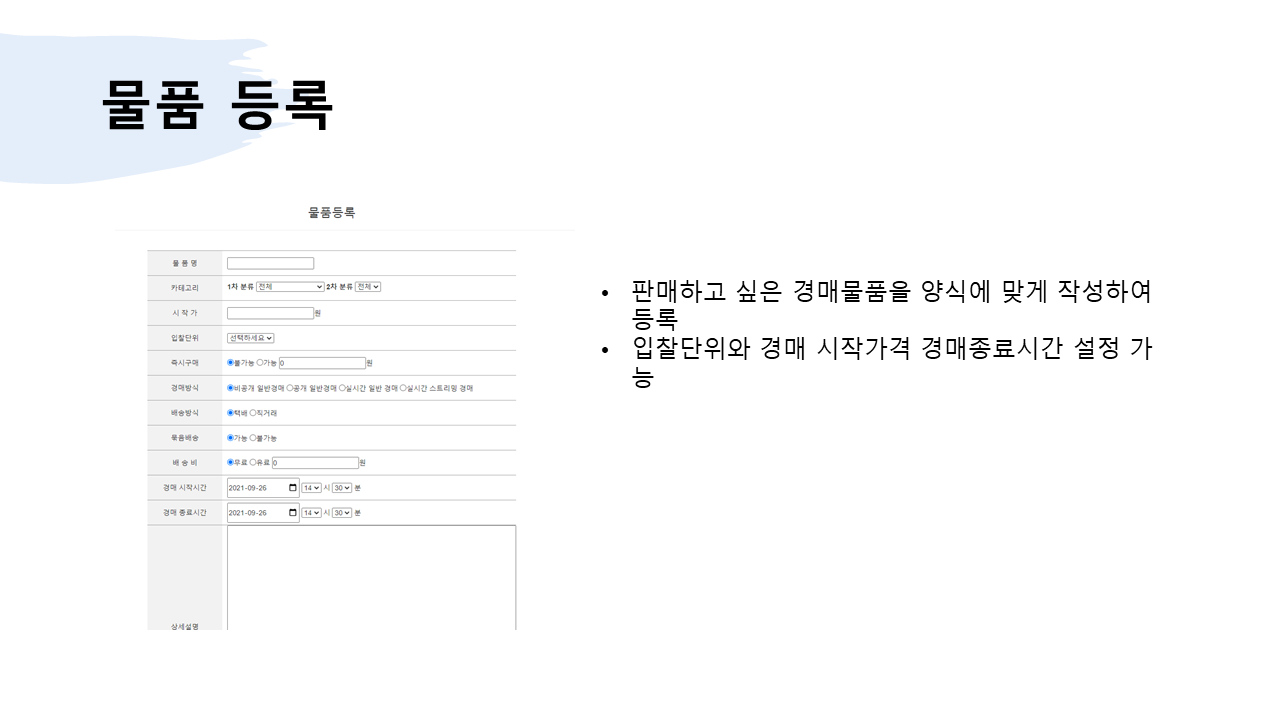 물품 등록
물품등록
물 품 명
카테고리 1차 분류 전체 2차 분류 전체
시 작 가 원
입찰단위 선택하세요
즉시구매 불가능 가능 0 원
경매방식 비공개 일반경매 공개 일반경매 실시간 일반 경매 실시간 스트리밍 경매
배송방식 택배 직거래
묶음배송 가능 불가능
배 송 비 무료 유료 0 원
경매 시작시간 2021-09-26 14 시 30 분
경매 종료시간 2021-09-26 14 시 30 분
상세설명
• 판매하고 싶은 경매물품을 양식에 맞게 작성하여
등록
• 입찰단위와 경매 시작가격 경매종료시간 설정 가
능